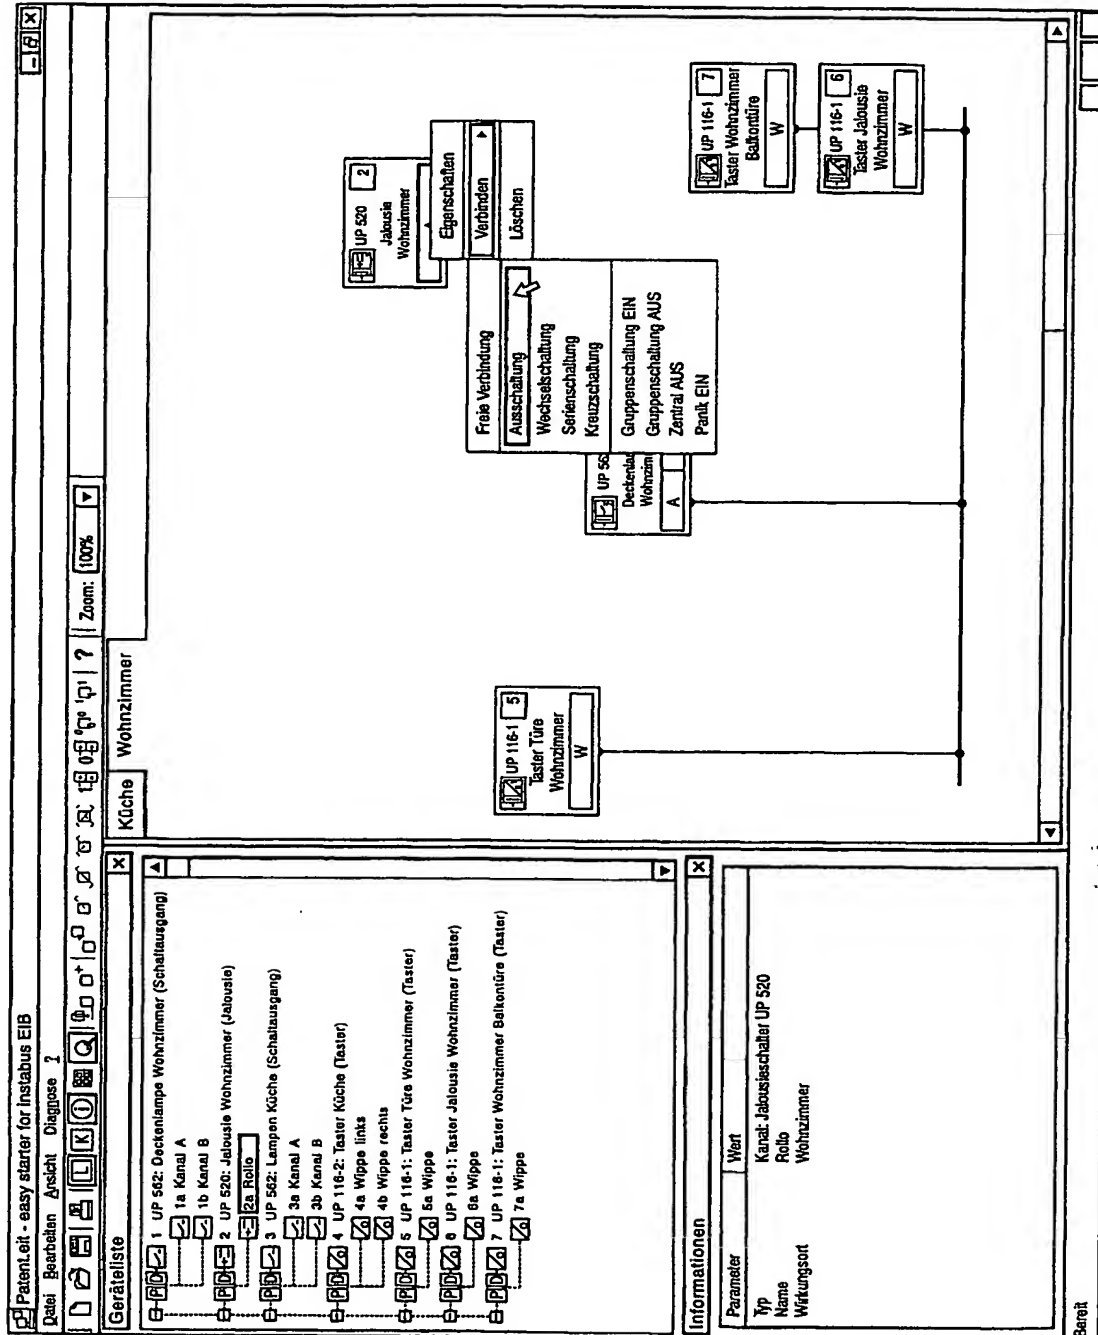 Patent.eit - easy starter for instabus EIB
Datei Bearbeiten Ansicht Diagnose ?
L K i ? Zoom: 100%
Geräteliste
1 UP 562: Deckenlampe Wohnzimmer (Schaltausgang)
1a Kanal A
1b Kanal B
2 UP 520: Jalousie Wohnzimmer (Jalousie)
2a Rollo
3 UP 562: Lampen Küche (Schaltausgang)
3a Kanal A
3b Kanal B
4 UP 116-2: Taster Küche (Taster)
4a Wippe links
4b Wippe rechts
5 UP 116-1: Taster Türe Wohnzimmer (Taster)
5a Wippe
6 UP 116-1: Taster Jalousie Wohnzimmer (Taster)
6a Wippe
7 UP 116-1: Taster Wohnzimmer Balkontüre (Taster)
7a Wippe
Informationen
Parameter Wert
Typ Kanal: Jalousieschalter UP 520
Name Rollo
Wirkungsort Wohnzimmer
Küche Wohnzimmer
UP 520 2
Jalousie
Wohnzimmer
Eigenschaften
Verbinden
Löschen
Freie Verbindung
Ausschaltung
Wechselschaltung
Serienschaltung
Kreuzschaltung
Gruppenschaltung EIN
Gruppenschaltung AUS
Zentral AUS
Panik EIN
UP 116-1 5
Taster Türe
Wohnzimmer
W
UP 56
Deckenla
Wohnzim
A
UP 116-1 7
Taster Wohnzimmer
Balkontüre
W
UP 116-1 6
Taster Jalousie
Wohnzimmer
W
Bereit